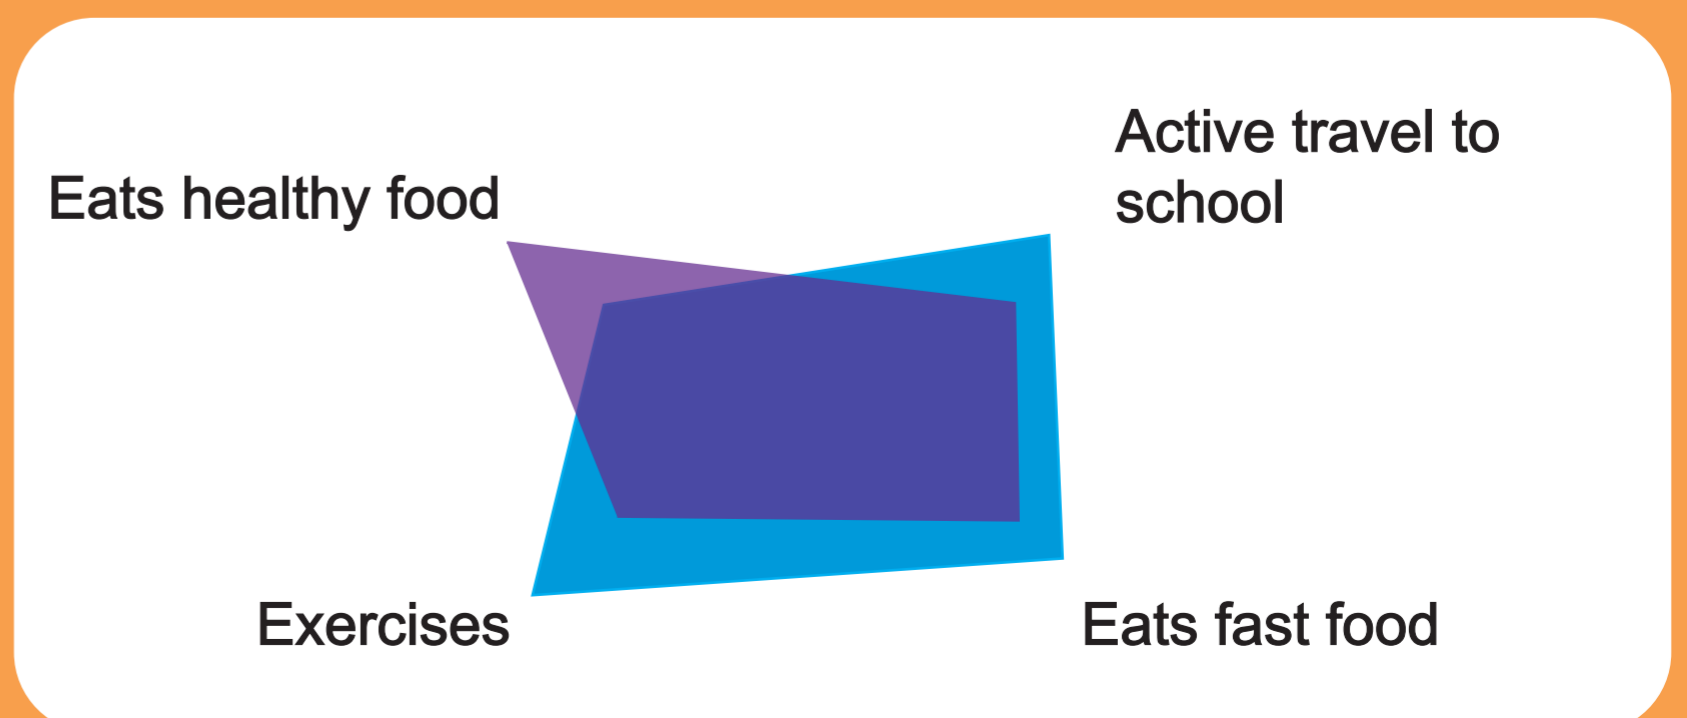 Active travel to
school
Eats healthy food
Exercises
Eats fast food